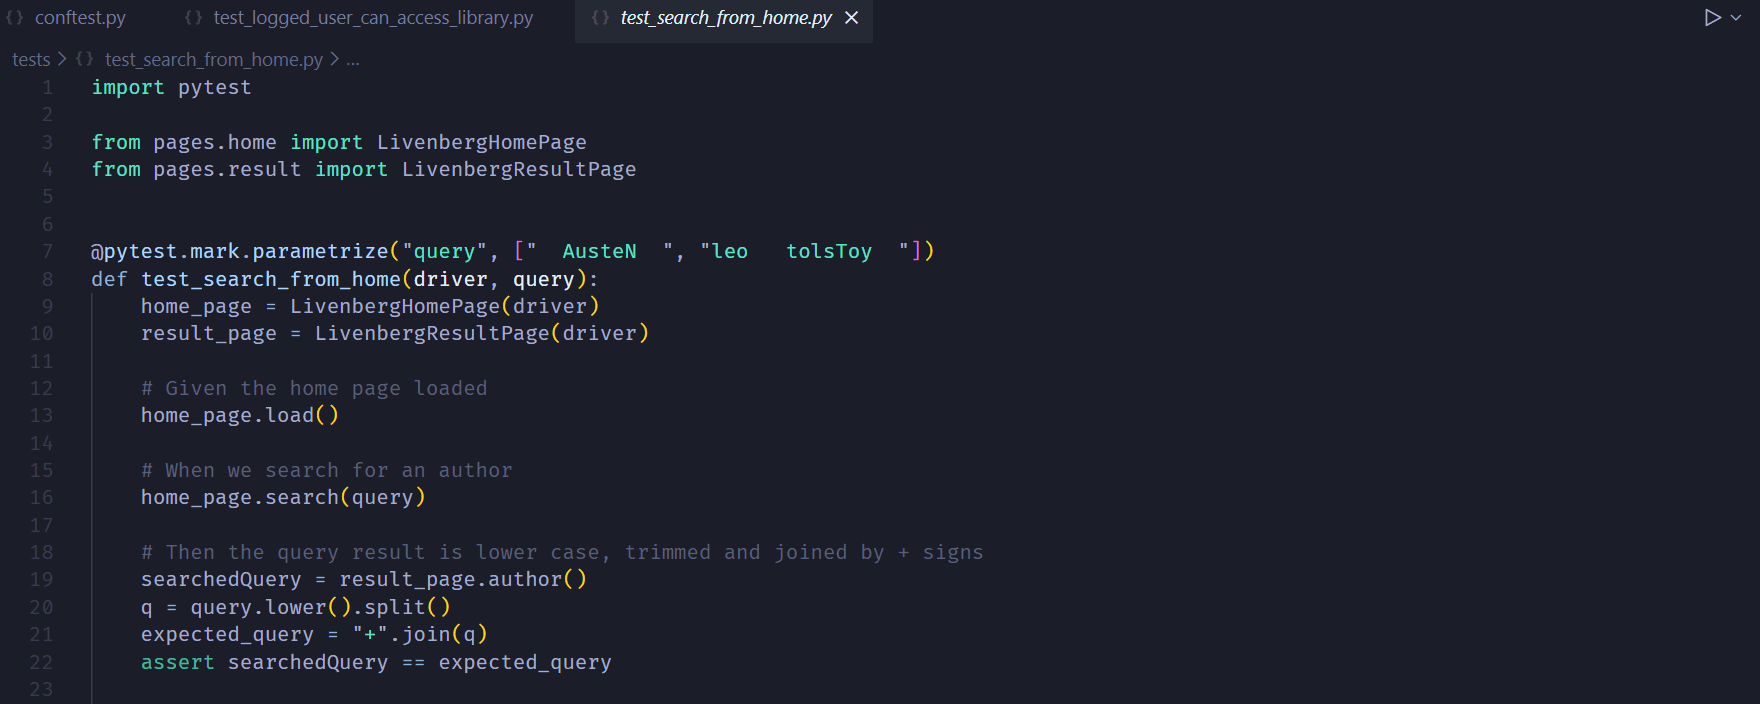 conftest.py test_logged_user_can_access_library.py test_search_from_home.py
tests > test_search_from_home.py > ...
1 import pytest
2
3 from pages.home import LivenbergHomePage
4 from pages.result import LivenbergResultPage
5
6
7 @pytest.mark.parametrize("query", ["  AusteN  ", "leo   tolsToy  "])
8 def test_search_from_home(driver, query):
9     home_page = LivenbergHomePage(driver)
10     result_page = LivenbergResultPage(driver)
11
12     # Given the home page loaded
13     home_page.load()
14
15     # When we search for an author
16     home_page.search(query)
17
18     # Then the query result is lower case, trimmed and joined by + signs
19     searchedQuery = result_page.author()
20     q = query.lower().split()
21     expected_query = "+".join(q)
22     assert searchedQuery == expected_query
23